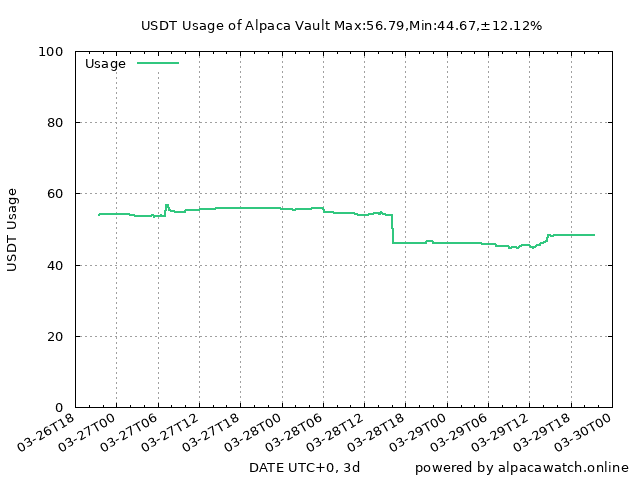 USDT Usage of Alpaca Vault Max:56.79,Min:44.67,±12.12%
Usage
100
80
60
40
20
0
USDT Usage
03-26T18
03-27T00
03-27T06
03-27T12
03-27T18
03-28T00
03-28T06
03-28T12
03-28T18
03-29T00
03-29T06
03-29T12
03-29T18
03-30T00
DATE UTC+0, 3d
powered by alpacawatch.online